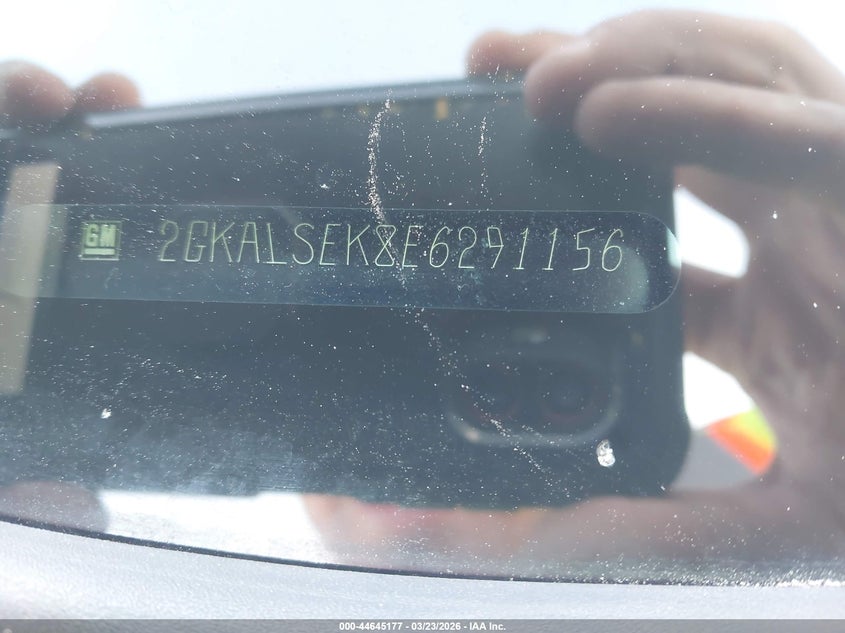 GM 2GKALSEK8E6291156
000-44645177 - 03/23/2026 - IAA Inc.